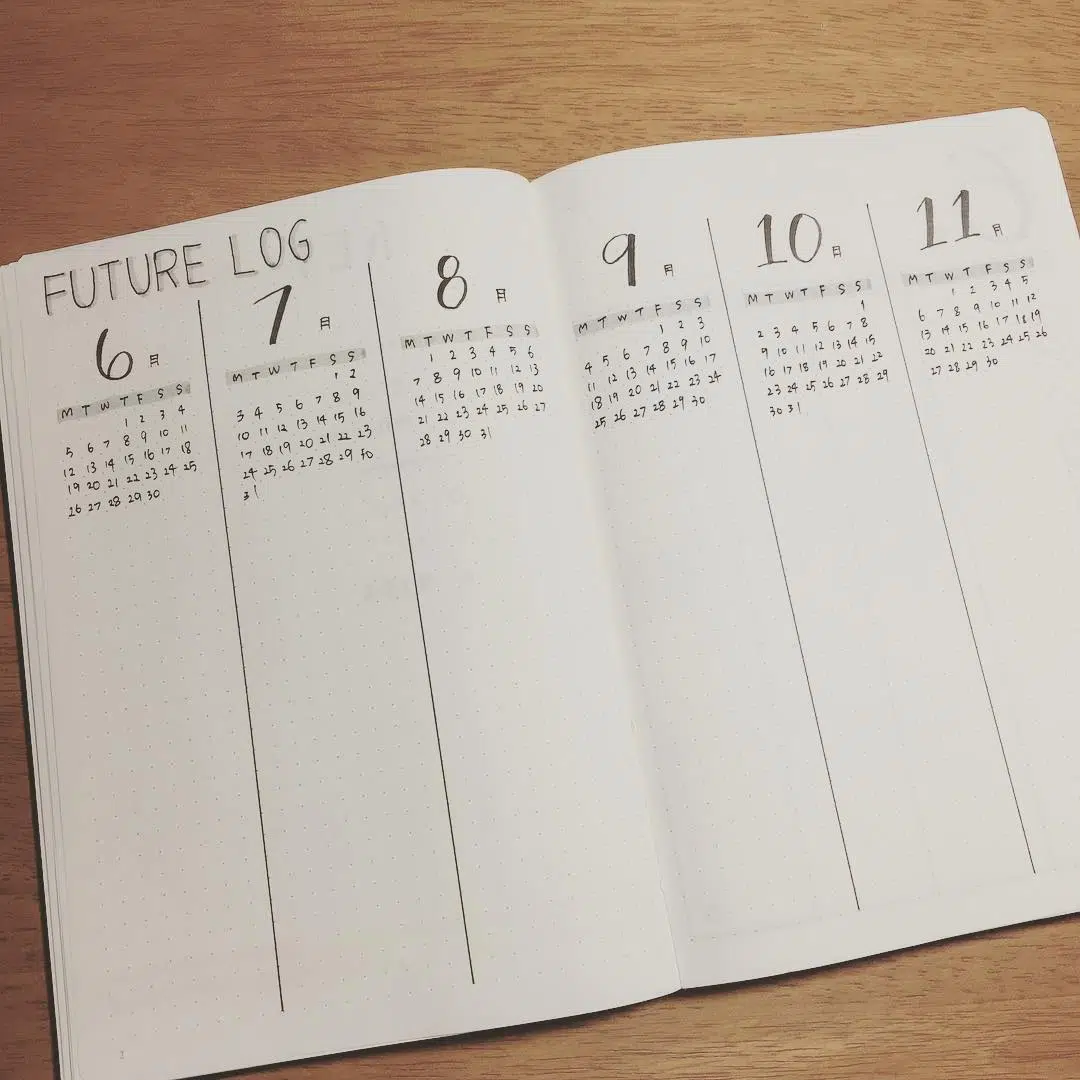 FUTURE LOG
6月
M T W T F S S
1 2 3 4
5 6 7 8 9 10 11
12 13 14 15 16 17 18
19 20 21 22 23 24 25
26 27 28 29 30
7月
M T W T F S S
1 2
3 4 5 6 7 8 9
10 11 12 13 14 15 16
17 18 19 20 21 22 23
24 25 26 27 28 29 30
31
8月
M T W T F S S
1 2 3 4 5 6
7 8 9 10 11 12 13
14 15 16 17 18 19 20
21 22 23 24 25 26 27
28 29 30 31
9月
M T W T F S S
1 2 3
4 5 6 7 8 9 10
11 12 13 14 15 16 17
18 19 20 21 22 23 24
25 26 27 28 29 30
10月
M T W T F S S
1
2 3 4 5 6 7 8
9 10 11 12 13 14 15
16 17 18 19 20 21 22
23 24 25 26 27 28 29
30 31
11月
M T W T F S S
1 2 3 4 5
6 7 8 9 10 11 12
13 14 15 16 17 18 19
20 21 22 23 24 25 26
27 28 29 30